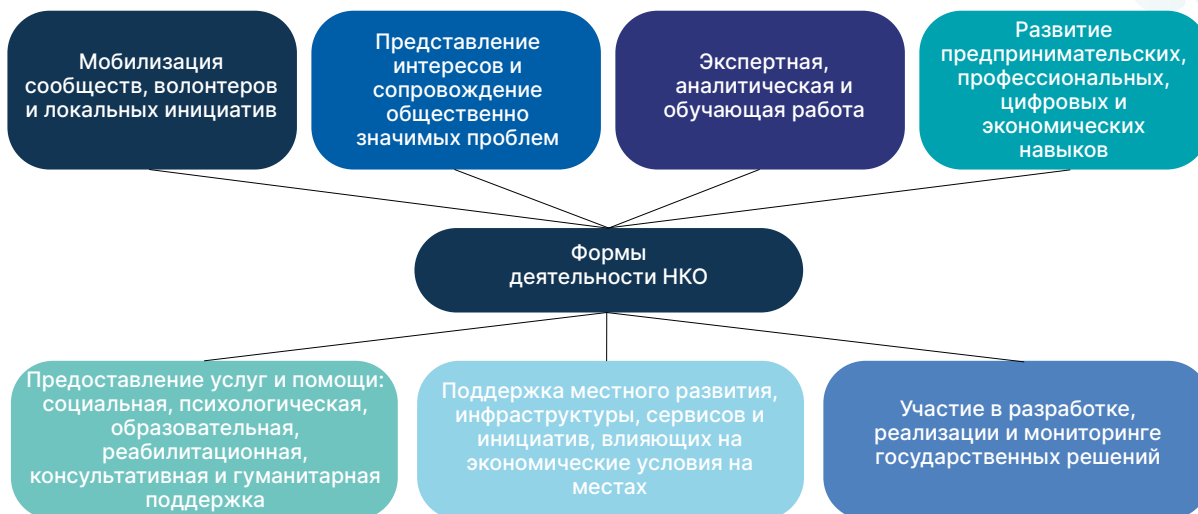 Мобилизация
сообществ, волонтеров
и локальных инициатив
Представление
интересов и
сопровождение
общественно
значимых проблем
Экспертная,
аналитическая и
обучающая работа
Развитие
предпринимательских,
профессиональных,
цифровых и
экономических
навыков
Формы
деятельности НКО
Предоставление услуг и помощи:
социальная, психологическая,
образовательная,
реабилитационная,
консультативная и гуманитарная
поддержка
Поддержка местного развития,
инфраструктуры, сервисов и
инициатив, влияющих на
экономические условия на
местах
Участие в разработке,
реализации и мониторинге
государственных решений